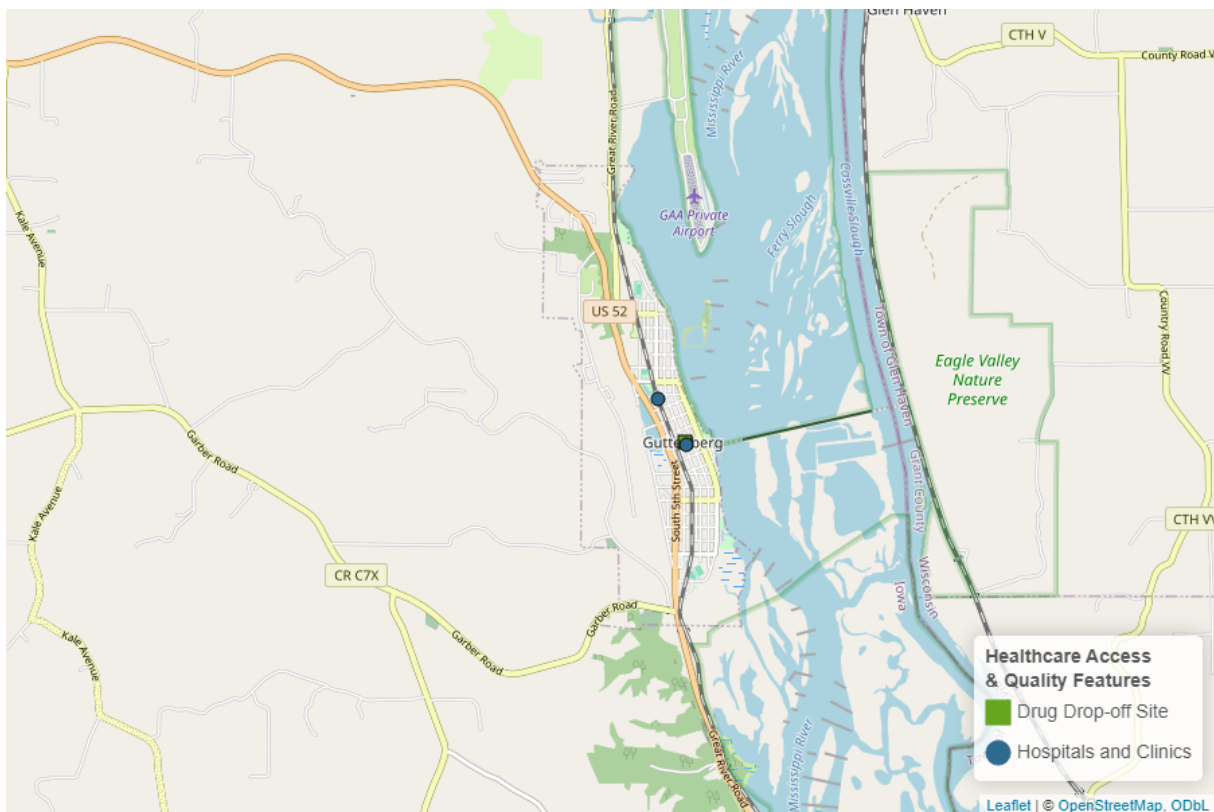 Glen Haven
CTH V
County Road V
Mississippi River
Great River Road
Cassville Slough
GAA Private
Airport
Ferry Slough
Kale Avenue
US 52
Town of Glen Haven
Country Road VV
Eagle Valley
Nature
Preserve
Garber Road
Guttenberg
South 5th Street
Grant County
Kale Avenue
CTH VV
Wisconsin
Iowa
CR C7X
Garber Road
Garber Road
Kale Avenue
Great River Road
Mississippi River
Healthcare Access
& Quality Features
Drug Drop-off Site
Hospitals and Clinics
Leaflet | © OpenStreetMap, ODbL